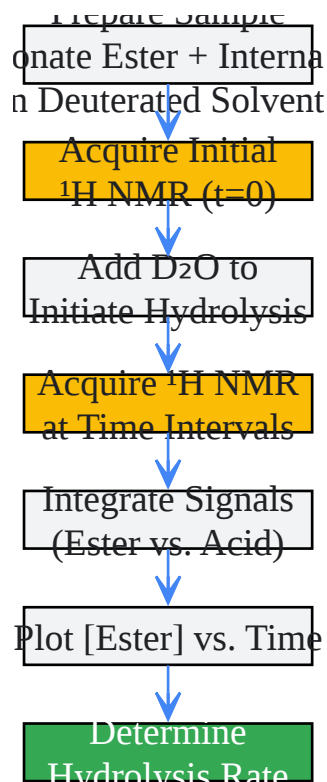 Prepare Sample
onate Ester + Interna
n Deuterated Solvent
Acquire Initial
¹H NMR (t=0)
Add D₂O to
Initiate Hydrolysis
Acquire ¹H NMR
at Time Intervals
Integrate Signals
(Ester vs. Acid)
Plot [Ester] vs. Time
Determine
Hydrolysis Rate